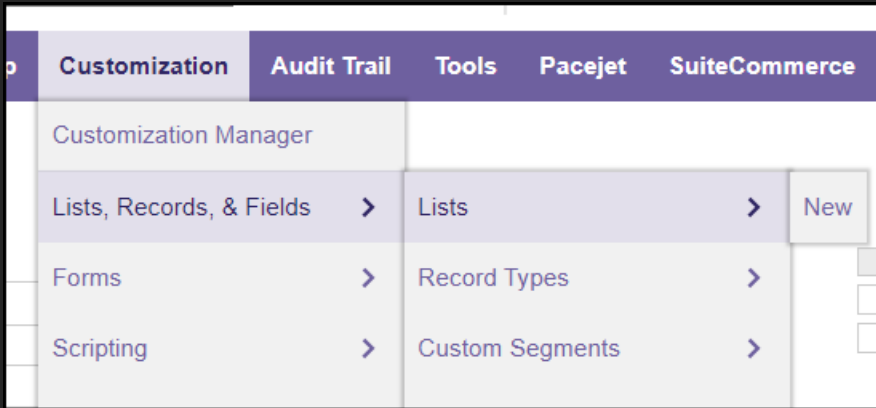 p Customization Audit Trail Tools Pacejet SuiteCommerce
Customization Manager
Lists, Records, & Fields Lists New
Forms Record Types
Scripting Custom Segments